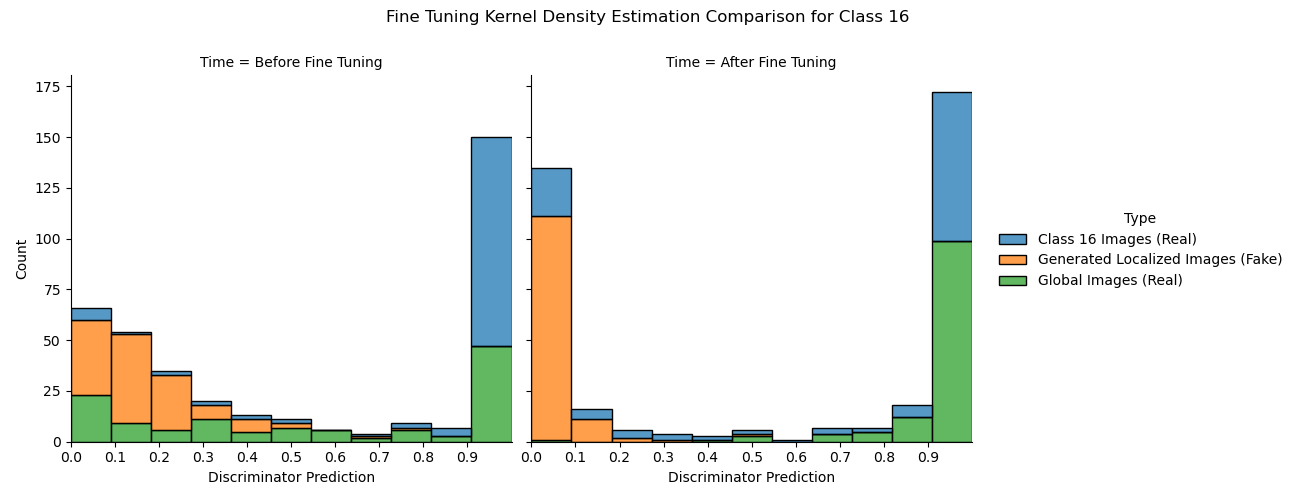 Fine Tuning Kernel Density Estimation Comparison for Class 16
Time = Before Fine Tuning
Time = After Fine Tuning
175
150
125
100
75
50
25
0
Count
0.0 0.1 0.2 0.3 0.4 0.5 0.6 0.7 0.8 0.9
0.0 0.1 0.2 0.3 0.4 0.5 0.6 0.7 0.8 0.9
Discriminator Prediction
Discriminator Prediction
Type
Class 16 Images (Real)
Generated Localized Images (Fake)
Global Images (Real)